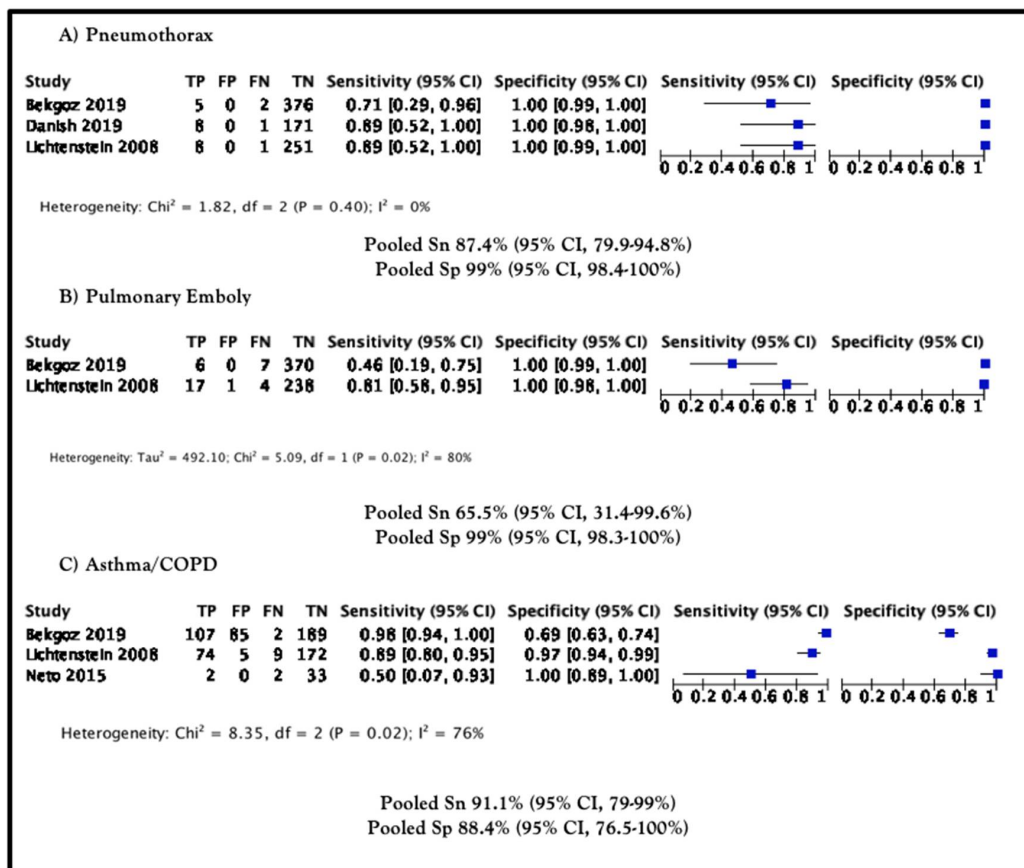 A) Pneumothorax
Study TP FP FN TN Sensitivity (95% CI) Specificity (95% CI) Sensitivity (95% CI) Specificity (95% CI)
Bekgoz 2019 5 0 2 376 0.71 [0.29, 0.96] 1.00 [0.99, 1.00]
Danish 2019 8 0 1 171 0.89 [0.52, 1.00] 1.00 [0.98, 1.00]
Lichtenstein 2008 8 0 1 251 0.89 [0.52, 1.00] 1.00 [0.99, 1.00]
0 0.2 0.4 0.6 0.8 1 0 0.2 0.4 0.6 0.8 1
Heterogeneity: Chi² = 1.82, df = 2 (P = 0.40); I² = 0%
Pooled Sn 87.4% (95% CI, 79.9-94.8%)
Pooled Sp 99% (95% CI, 98.4-100%)
B) Pulmonary Emboly
Study TP FP FN TN Sensitivity (95% CI) Specificity (95% CI) Sensitivity (95% CI) Specificity (95% CI)
Bekgoz 2019 6 0 7 370 0.46 [0.19, 0.75] 1.00 [0.99, 1.00]
Lichtenstein 2008 17 1 4 238 0.81 [0.58, 0.95] 1.00 [0.98, 1.00]
0 0.2 0.4 0.6 0.8 1 0 0.2 0.4 0.6 0.8 1
Heterogeneity: Tau² = 492.10; Chi² = 5.09, df = 1 (P = 0.02); I² = 80%
Pooled Sn 65.5% (95% CI, 31.4-99.6%)
Pooled Sp 99% (95% CI, 98.3-100%)
C) Asthma/COPD
Study TP FP FN TN Sensitivity (95% CI) Specificity (95% CI) Sensitivity (95% CI) Specificity (95% CI)
Bekgoz 2019 107 85 2 189 0.98 [0.94, 1.00] 0.69 [0.63, 0.74]
Lichtenstein 2008 74 5 9 172 0.89 [0.80, 0.95] 0.97 [0.94, 0.99]
Neto 2015 2 0 2 33 0.50 [0.07, 0.93] 1.00 [0.89, 1.00]
0 0.2 0.4 0.6 0.8 1 0 0.2 0.4 0.6 0.8 1
Heterogeneity: Chi² = 8.35, df = 2 (P = 0.02); I² = 76%
Pooled Sn 91.1% (95% CI, 79-99%)
Pooled Sp 88.4% (95% CI, 76.5-100%)